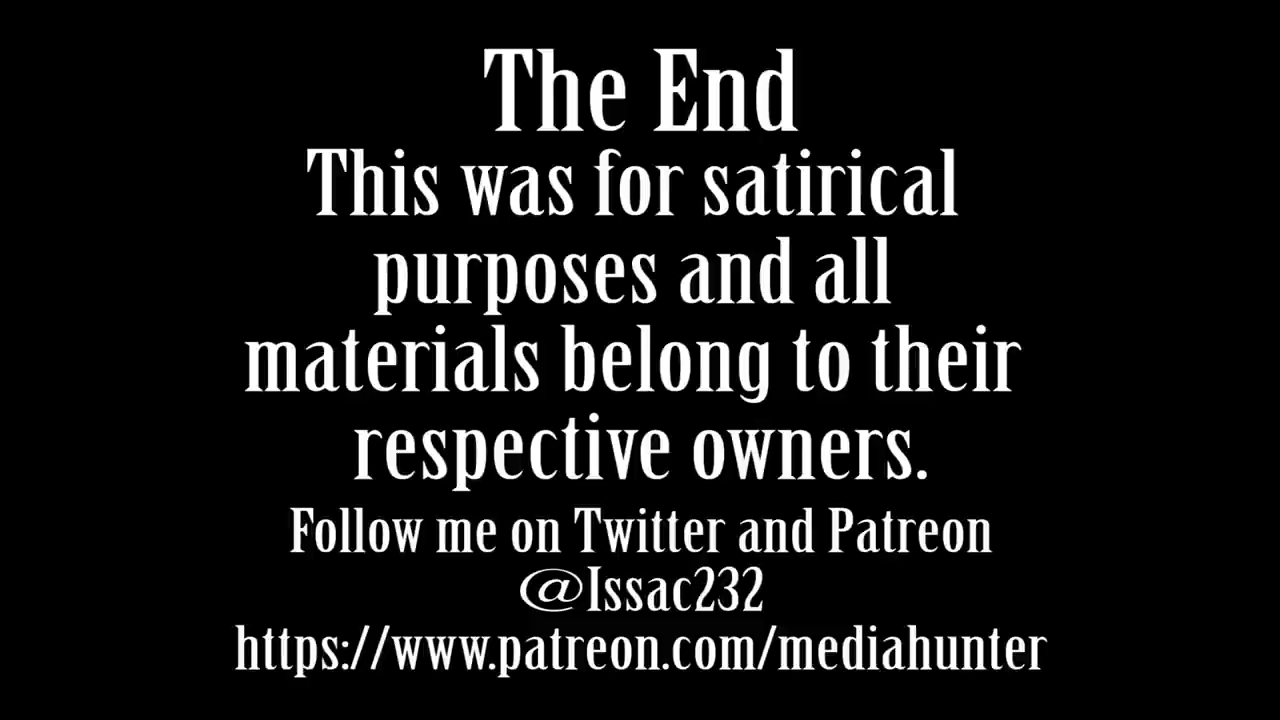 The End
This was for satirical
purposes and all
materials belong to their
respective owners.
Follow me on Twitter and Patreon
@Issac232
https://www.patreon.com/mediahunter